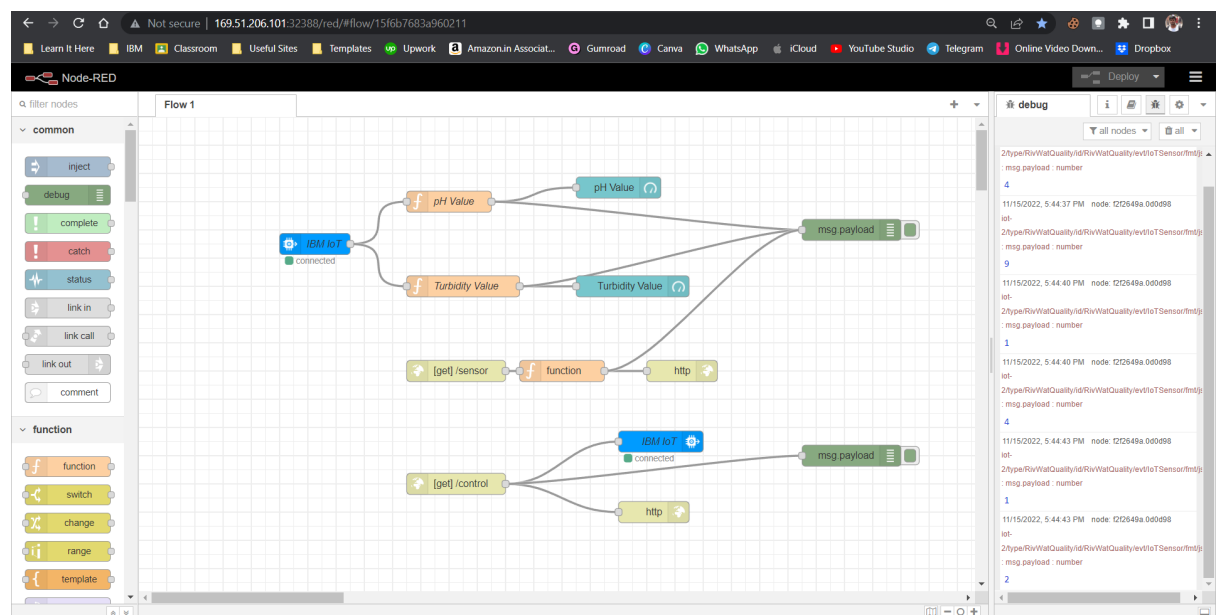 Not secure | 169.51.206.101:32388/red/#flow/15f6b7683a960211
Learn It Here IBM Classroom Useful Sites Templates Upwork Amazon.in Associat... Gumroad Canva WhatsApp iCloud YouTube Studio Telegram Online Video Down... Dropbox
Node-RED
Deploy
filter nodes
Flow 1
debug
all nodes
all
common
inject
debug
complete
catch
status
link in
link call
link out
comment
function
function
switch
change
range
template
pH Value
pH Value
msg.payload
IBM IoT
connected
Turbidity Value
Turbidity Value
[get] /sensor
function
http
IBM IoT
connected
msg.payload
[get] /control
http
2/type/RivWatQuality/id/RivWatQuality/evt/IoTSensor/fmt/js
: msg.payload : number
4
11/15/2022, 5:44:37 PM node: f2f2649a.0d0d98
iot-
2/type/RivWatQuality/id/RivWatQuality/evt/IoTSensor/fmt/js
: msg.payload : number
9
11/15/2022, 5:44:40 PM node: f2f2649a.0d0d98
iot-
2/type/RivWatQuality/id/RivWatQuality/evt/IoTSensor/fmt/js
: msg.payload : number
1
11/15/2022, 5:44:40 PM node: f2f2649a.0d0d98
iot-
2/type/RivWatQuality/id/RivWatQuality/evt/IoTSensor/fmt/js
: msg.payload : number
4
11/15/2022, 5:44:43 PM node: f2f2649a.0d0d98
iot-
2/type/RivWatQuality/id/RivWatQuality/evt/IoTSensor/fmt/js
: msg.payload : number
1
11/15/2022, 5:44:43 PM node: f2f2649a.0d0d98
iot-
2/type/RivWatQuality/id/RivWatQuality/evt/IoTSensor/fmt/js
: msg.payload : number
2